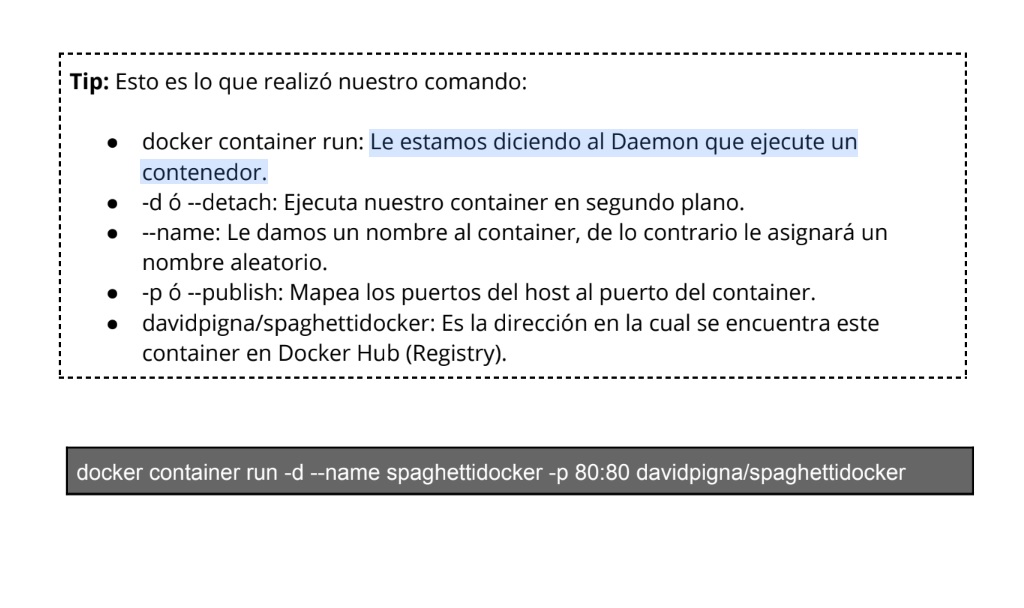 Tip: Esto es lo que realizó nuestro comando:
● docker container run: Le estamos diciendo al Daemon que ejecute un
contenedor.
● -d ó --detach: Ejecuta nuestro container en segundo plano.
● --name: Le damos un nombre al container, de lo contrario le asignará un
nombre aleatorio.
● -p ó --publish: Mapea los puertos del host al puerto del container.
● davidpigna/spaghettidocker: Es la dirección en la cual se encuentra este
container en Docker Hub (Registry).
docker container run -d --name spaghettidocker -p 80:80 davidpigna/spaghettidocker